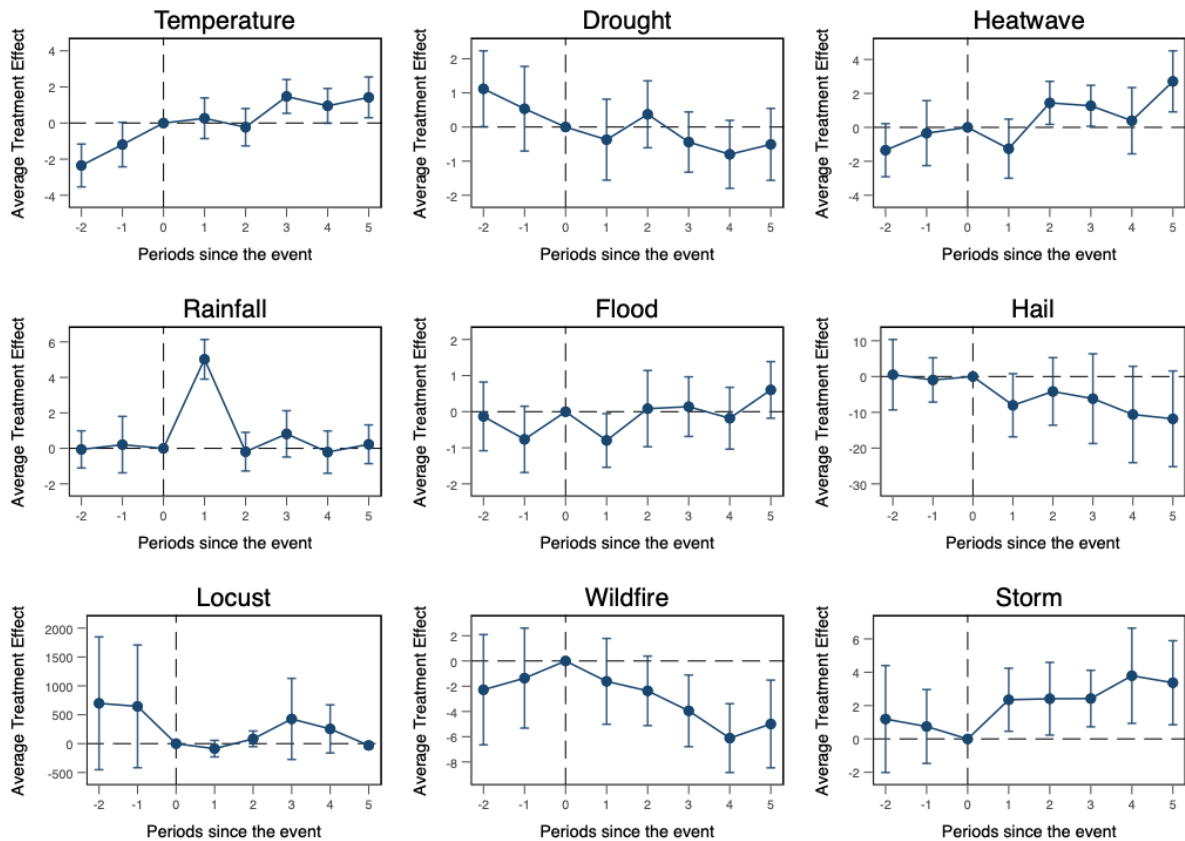 Temperature
Average Treatment Effect
4
2
0
-2
-4
-2 -1 0 1 2 3 4 5
Periods since the event
Drought
Average Treatment Effect
2
1
0
-1
-2
-2 -1 0 1 2 3 4 5
Periods since the event
Heatwave
Average Treatment Effect
4
2
0
-2
-4
-2 -1 0 1 2 3 4 5
Periods since the event
Rainfall
Average Treatment Effect
6
4
2
0
-2
-2 -1 0 1 2 3 4 5
Periods since the event
Flood
Average Treatment Effect
2
1
0
-1
-2
-2 -1 0 1 2 3 4 5
Periods since the event
Hail
Average Treatment Effect
10
0
-10
-20
-30
-2 -1 0 1 2 3 4 5
Periods since the event
Locust
Average Treatment Effect
2000
1500
1000
500
0
-500
-2 -1 0 1 2 3 4 5
Periods since the event
Wildfire
Average Treatment Effect
2
0
-2
-4
-6
-8
-2 -1 0 1 2 3 4 5
Periods since the event
Storm
Average Treatment Effect
6
4
2
0
-2
-2 -1 0 1 2 3 4 5
Periods since the event